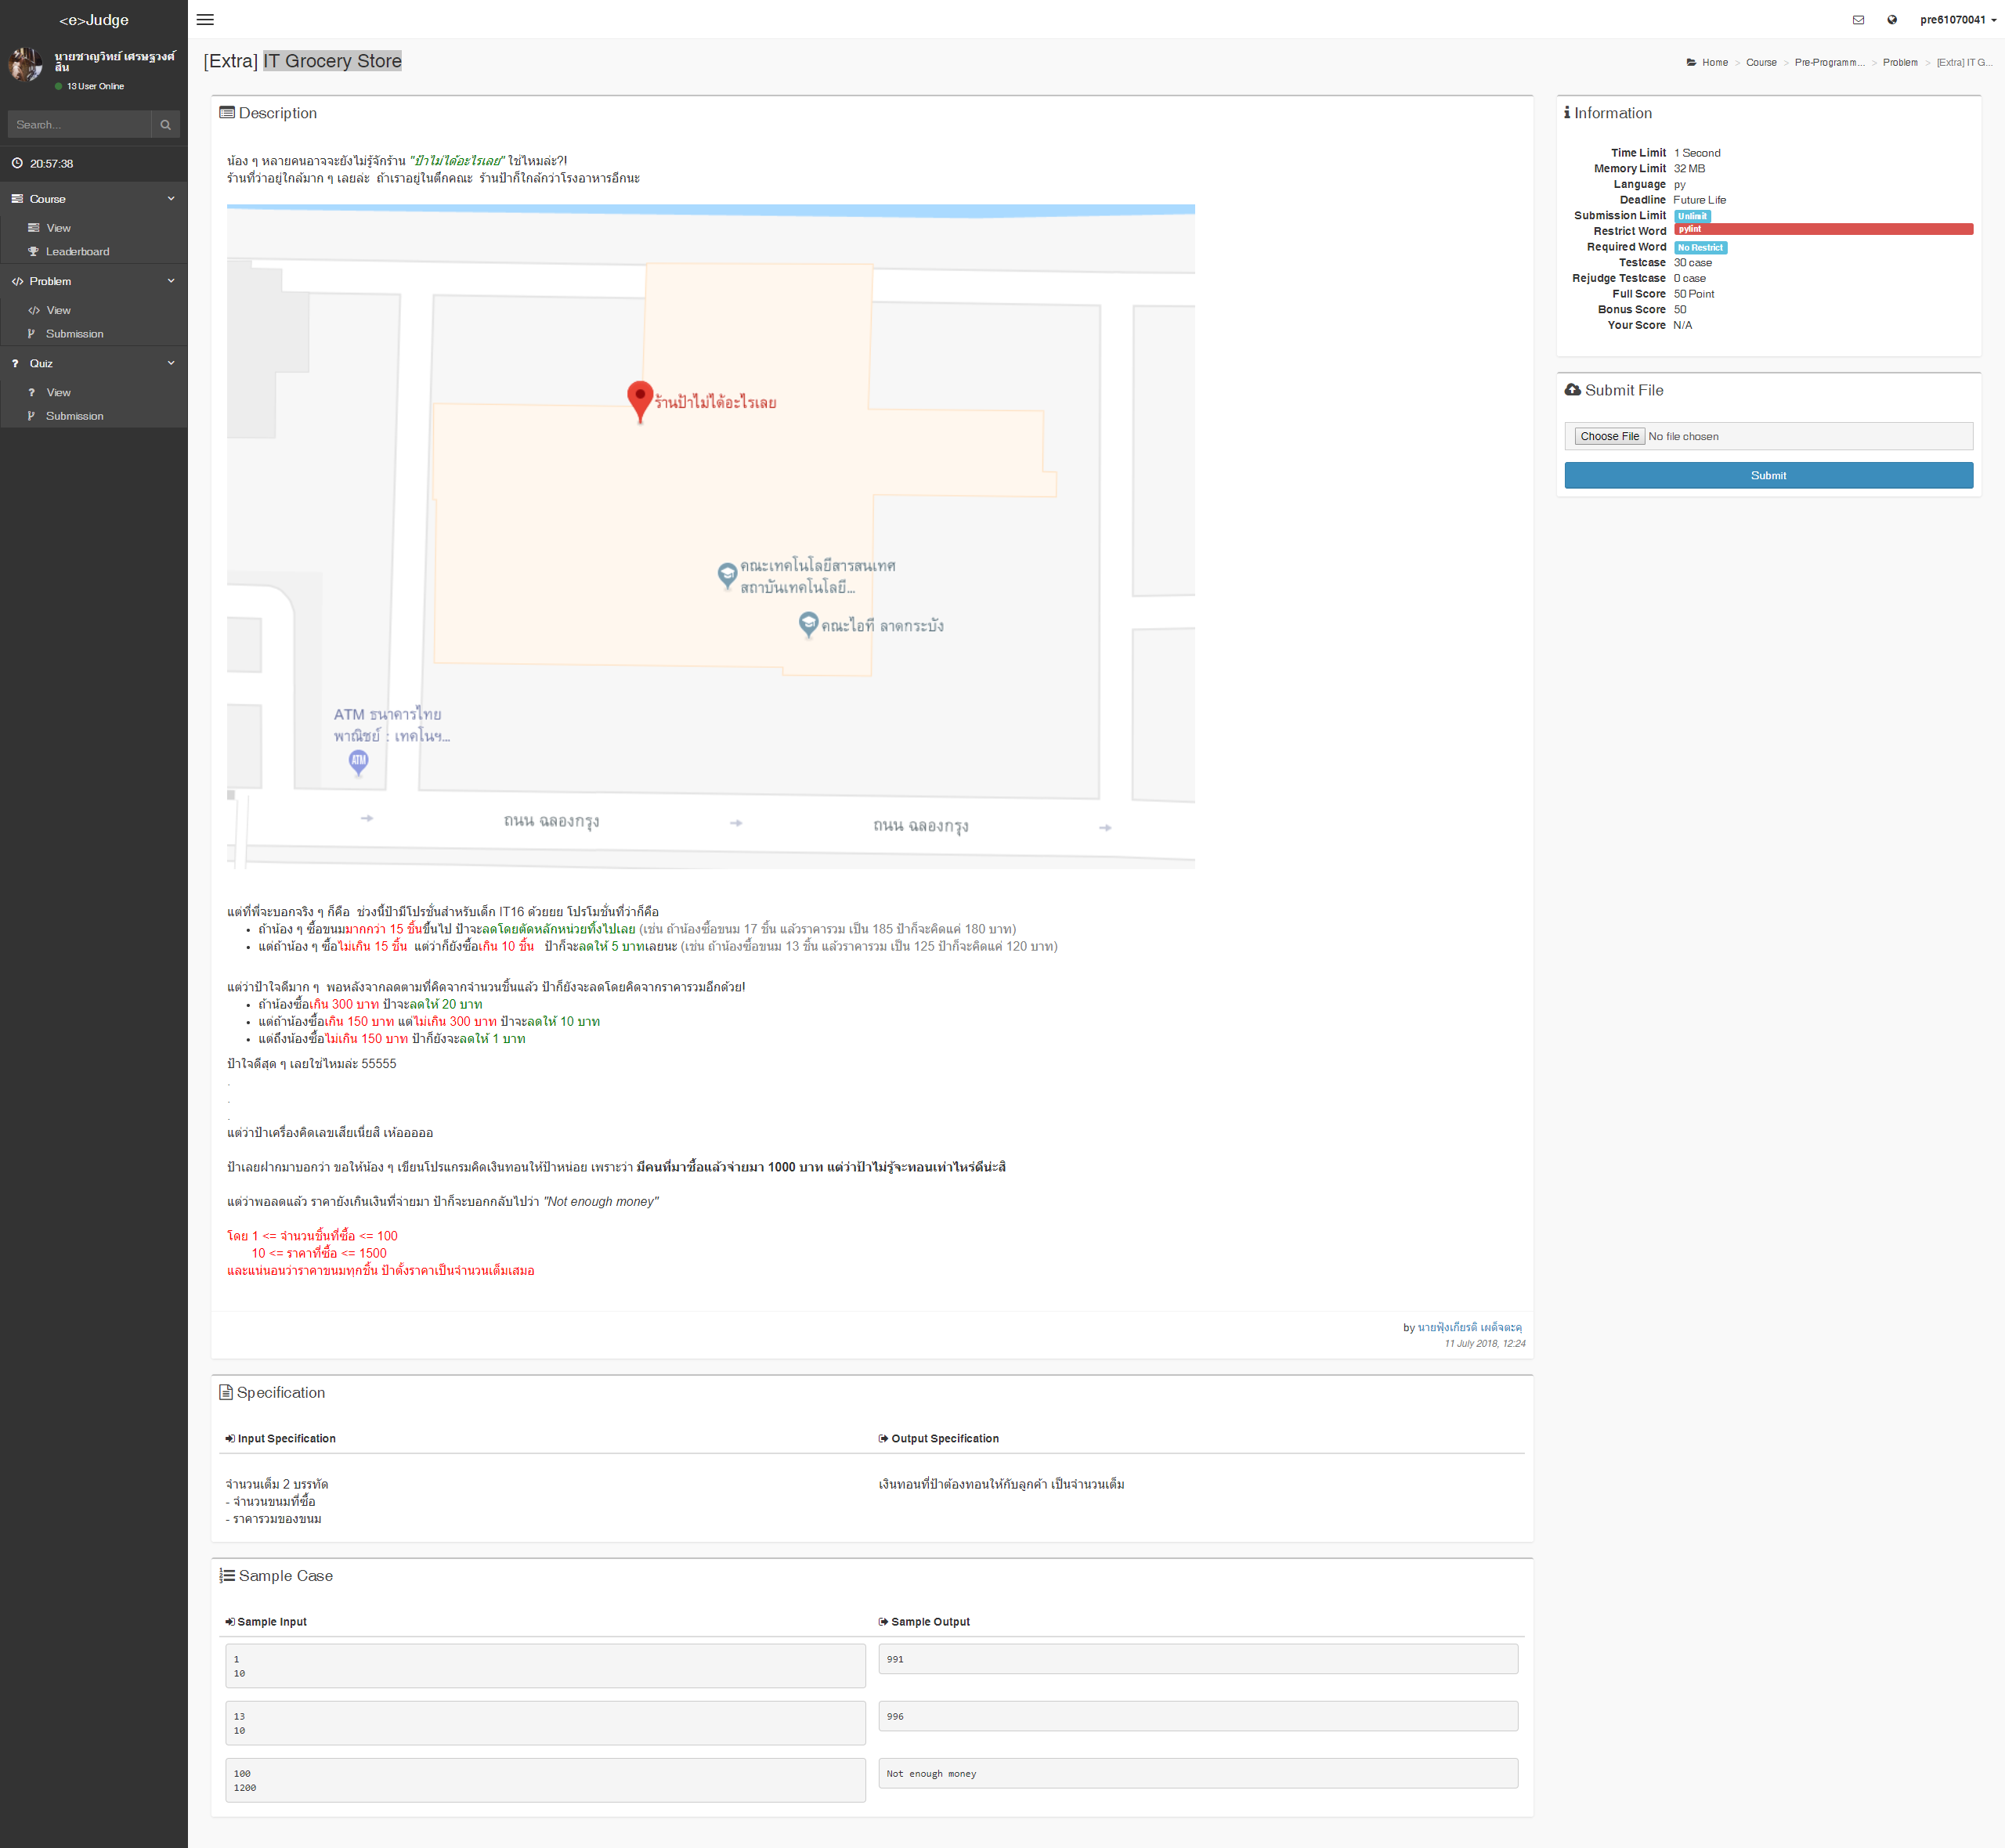 <e>Judge
นายชาญวิทย์ เศรษฐวงศ์
สิน
13 User Online
Search...
20:57:38
Course
View
Leaderboard
Problem
View
Submission
Quiz
View
Submission
pre61070041
[Extra] IT Grocery Store
Home > Course > Pre-Programm... > Problem > [Extra] IT G...
Description
น้อง ๆ หลายคนอาจจะยังไม่รู้จักร้าน "ป้าไม่ได้อะไรเลย" ใช่ไหมล่ะ?!
ร้านที่ว่าอยู่ใกล้มาก ๆ เลยล่ะ ถ้าเราอยู่ในตึกคณะ ร้านป้าก็ใกล้กว่าโรงอาหารอีกนะ
ร้านป้าไม่ได้อะไรเลย
คณะเทคโนโลยีสารสนเทศ
สถาบันเทคโนโลยี...
คณะไอที ลาดกระบัง
ATM ธนาคารไทย
พาณิชย์ : เทคโนฯ...
ATM
ถนน ฉลองกรุง
ถนน ฉลองกรุง
แต่ที่พี่จะบอกจริง ๆ ก็คือ ช่วงนี้ป้ามีโปรชั่นสำหรับเด็ก IT16 ด้วยยย โปรโมชั่นที่ว่าก็คือ
• ถ้าน้อง ๆ ซื้อขนมมากกว่า 15 ชิ้นขึ้นไป ป้าจะลดโดยตัดหลักหน่วยทิ้งไปเลย (เช่น ถ้าน้องซื้อขนม 17 ชิ้น แล้วราคารวม เป็น 185 ป้าก็จะคิดแค่ 180 บาท)
• แต่ถ้าน้อง ๆ ซื้อไม่เกิน 15 ชิ้น แต่ว่าก็ยังซื้อเกิน 10 ชิ้น ป้าก็จะลดให้ 5 บาทเลยนะ (เช่น ถ้าน้องซื้อขนม 13 ชิ้น แล้วราคารวม เป็น 125 ป้าก็จะคิดแค่ 120 บาท)
แต่ว่าป้าใจดีมาก ๆ พอหลังจากลดตามที่คิดจากจำนวนชิ้นแล้ว ป้าก็ยังจะลดโดยคิดจากราคารวมอีกด้วย!
• ถ้าน้องซื้อเกิน 300 บาท ป้าจะลดให้ 20 บาท
• แต่ถ้าน้องซื้อเกิน 150 บาท แต่ไม่เกิน 300 บาท ป้าจะลดให้ 10 บาท
• แต่ถึงน้องซื้อไม่เกิน 150 บาท ป้าก็ยังจะลดให้ 1 บาท
ป้าใจดีสุด ๆ เลยใช่ไหมล่ะ 55555
.
.
.
แต่ว่าป้าเครื่องคิดเลขเสียเนี่ยสิ เห้อออออ
ป้าเลยฝากมาบอกว่า ขอให้น้อง ๆ เขียนโปรแกรมคิดเงินทอนให้ป้าหน่อย เพราะว่า มีคนที่มาซื้อแล้วจ่ายมา 1000 บาท แต่ว่าป้าไม่รู้จะทอนเท่าไหร่ดีน่ะสิ
แต่ว่าพอลดแล้ว ราคายังเกินเงินที่จ่ายมา ป้าก็จะบอกกลับไปว่า "Not enough money"
โดย 1 <= จำนวนชิ้นที่ซื้อ <= 100
10 <= ราคาที่ซื้อ <= 1500
และแน่นอนว่าราคาขนมทุกชิ้น ป้าตั้งราคาเป็นจำนวนเต็มเสมอ
by นายฟุ้งเกียรติ เผด็จตะคุ
11 July 2018, 12:24
Specification
Input Specification
Output Specification
จำนวนเต็ม 2 บรรทัด
- จำนวนขนมที่ซื้อ
- ราคารวมของขนม
เงินทอนที่ป้าต้องทอนให้กับลูกค้า เป็นจำนวนเต็ม
Sample Case
Sample Input
Sample Output
1
10
991
13
10
996
100
1200
Not enough money
Information
Time Limit 1 Second
Memory Limit 32 MB
Language py
Deadline Future Life
Submission Limit Unlimit
Restrict Word pylint
Required Word No Restrict
Testcase 30 case
Rejudge Testcase 0 case
Full Score 50 Point
Bonus Score 50
Your Score N/A
Submit File
Choose File No file chosen
Submit